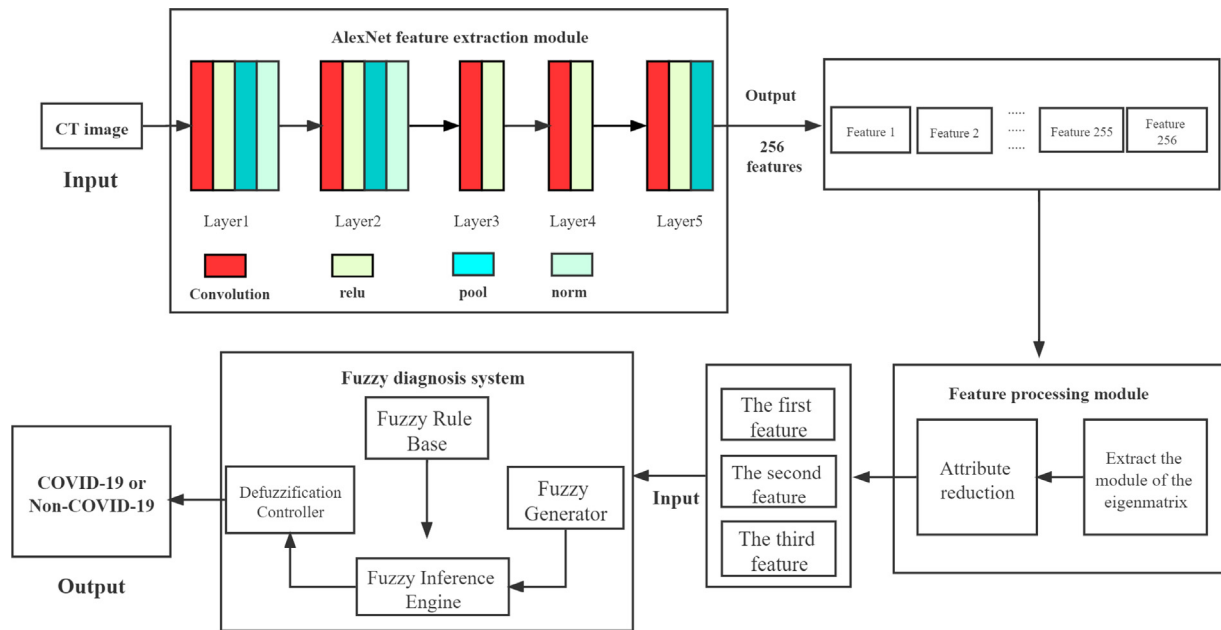 AlexNet feature extraction module
CT image
Input
Layer1
Layer2
Layer3
Layer4
Layer5
Convolution
relu
pool
norm
Output
256
features
Feature 1
Feature 2
.....
.....
.....
Feature 255
Feature
256
Feature processing module
Extract the
module of the
eigenmatrix
Attribute
reduction
The first
feature
The second
feature
The third
feature
Input
Fuzzy diagnosis system
Fuzzy Rule
Base
Fuzzy
Generator
Fuzzy Inference
Engine
Defuzzification
Controller
COVID-19 or
Non-COVID-19
Output